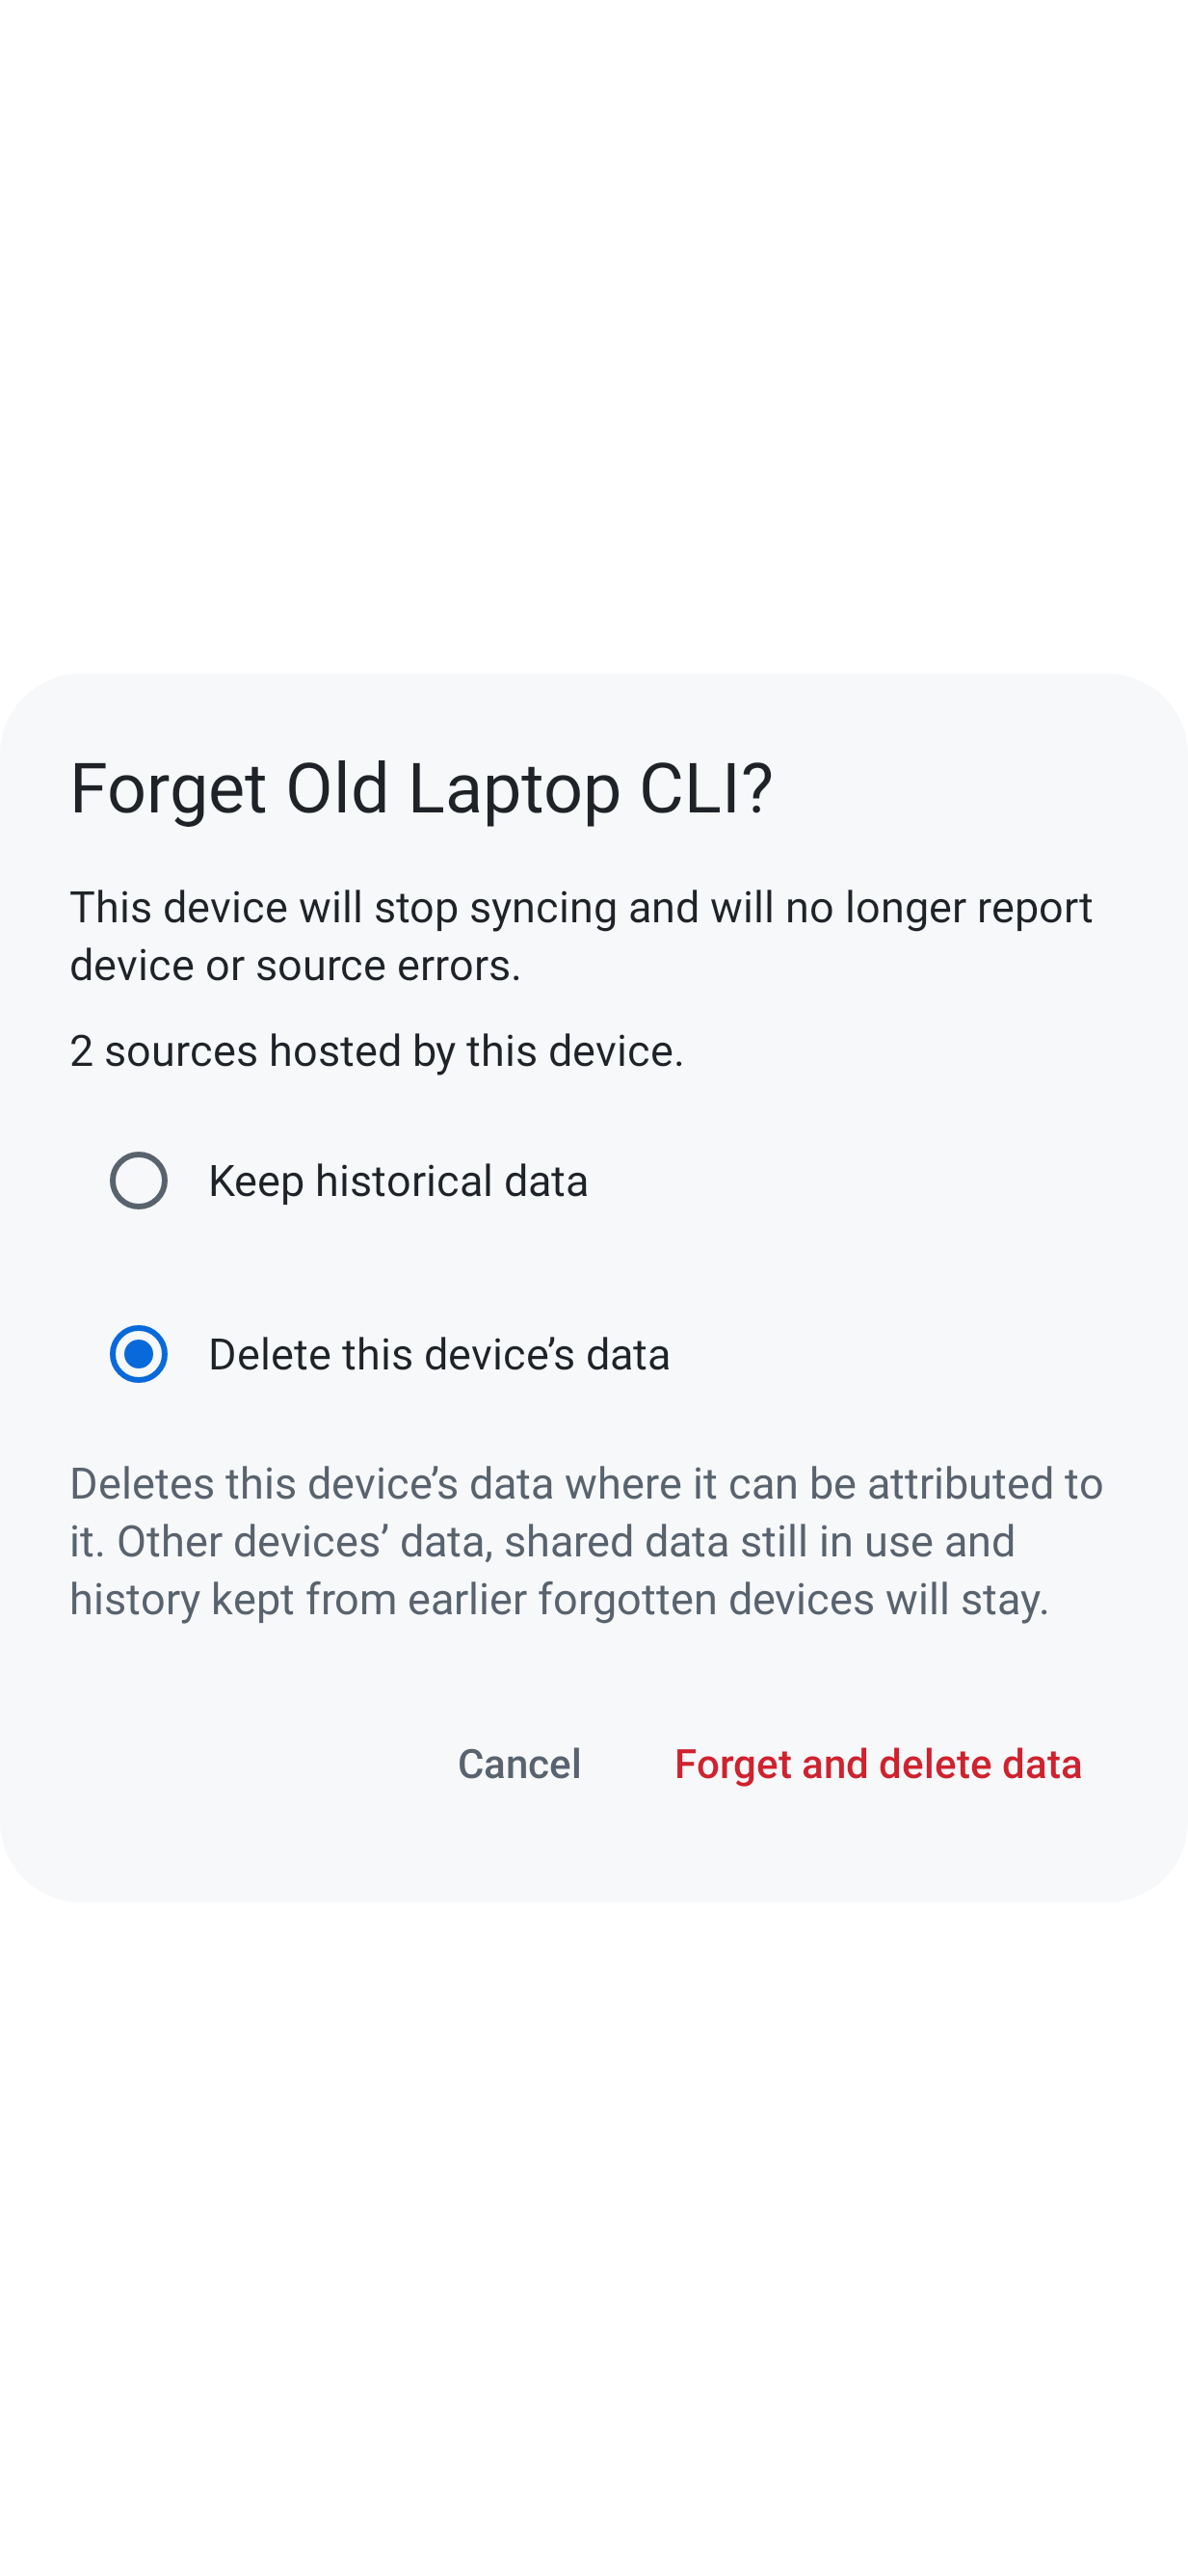 Forget Old Laptop CLI?
This device will stop syncing and will no longer report
device or source errors.
2 sources hosted by this device.
Keep historical data
Delete this device’s data
Deletes this device’s data where it can be attributed to
it. Other devices’ data, shared data still in use and
history kept from earlier forgotten devices will stay.
Cancel Forget and delete data